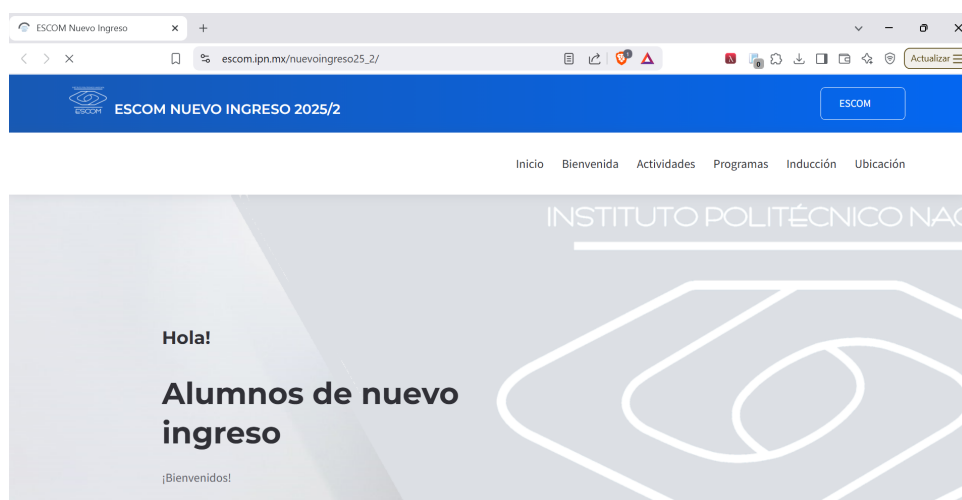 ESCOM Nuevo Ingreso
escom.ipn.mx/nuevoingreso25_2/
Actualizar
ESCOM
ESCOM NUEVO INGRESO 2025/2
ESCOM
Inicio Bienvenida Actividades Programas Inducción Ubicación
INSTITUTO POLITÉCNICO NAC
Hola!
Alumnos de nuevo
ingreso
¡Bienvenidos!